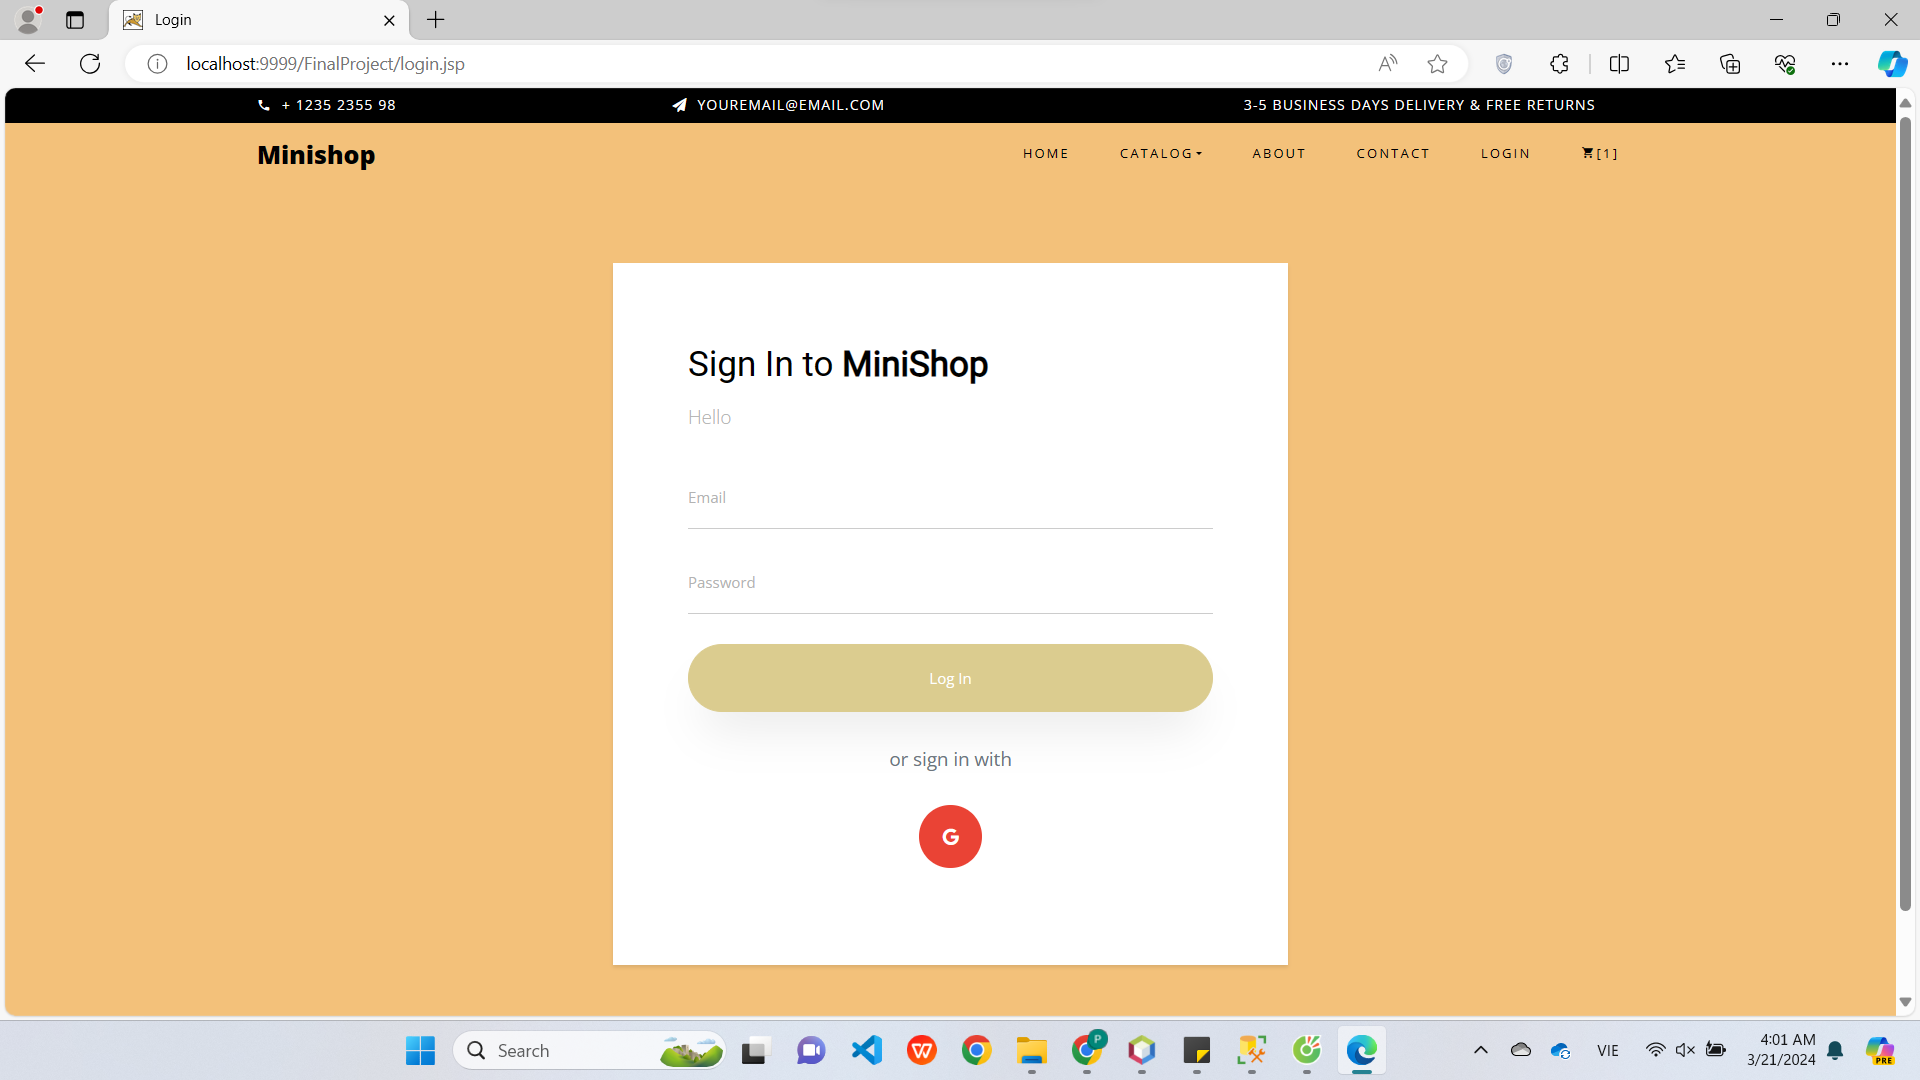 Login
localhost:9999/FinalProject/login.jsp
+ 1235 2355 98
YOUREMAIL@EMAIL.COM
3-5 BUSINESS DAYS DELIVERY & FREE RETURNS
Minishop
HOME
CATALOG
ABOUT
CONTACT
LOGIN
[1]
Sign In to MiniShop
Hello
Email
Password
Log In
or sign in with
G
Search
P
VIE
4:01 AM
3/21/2024
PRE